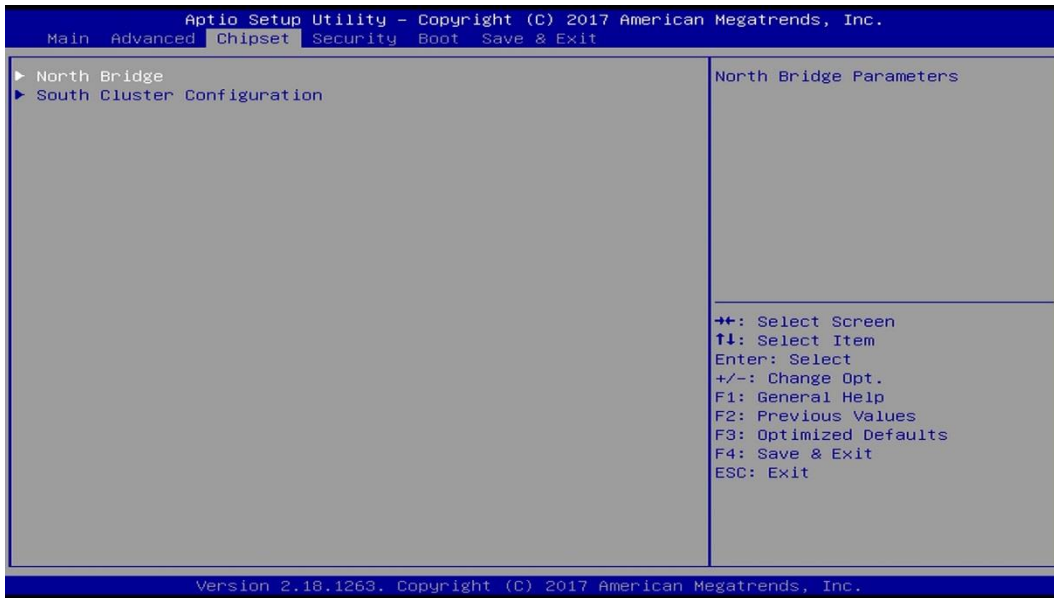 Aptio Setup Utility – Copyright (C) 2017 American Megatrends, Inc.
Main Advanced Chipset Security Boot Save & Exit
► North Bridge
► South Cluster Configuration
North Bridge Parameters
→←: Select Screen
↑↓: Select Item
Enter: Select
+/-: Change Opt.
F1: General Help
F2: Previous Values
F3: Optimized Defaults
F4: Save & Exit
ESC: Exit
Version 2.18.1263. Copyright (C) 2017 American Megatrends, Inc.